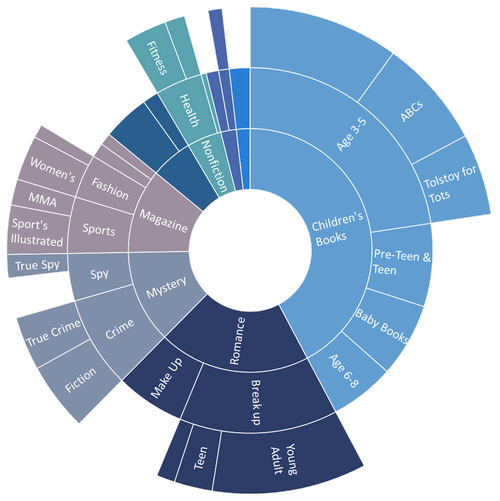 Age 3-5
ABCs
Tolstoy for
Tots
Children's
Books
Pre-Teen &
Teen
Baby Books
Age 6-8
Romance
Break up
Young
Adult
Teen
Make Up
Mystery
Crime
Fiction
True Crime
Spy
True Spy
Magazine
Sports
Sport's
Illustrated
MMA
Fashion
Women's
Nonfiction
Health
Fitness